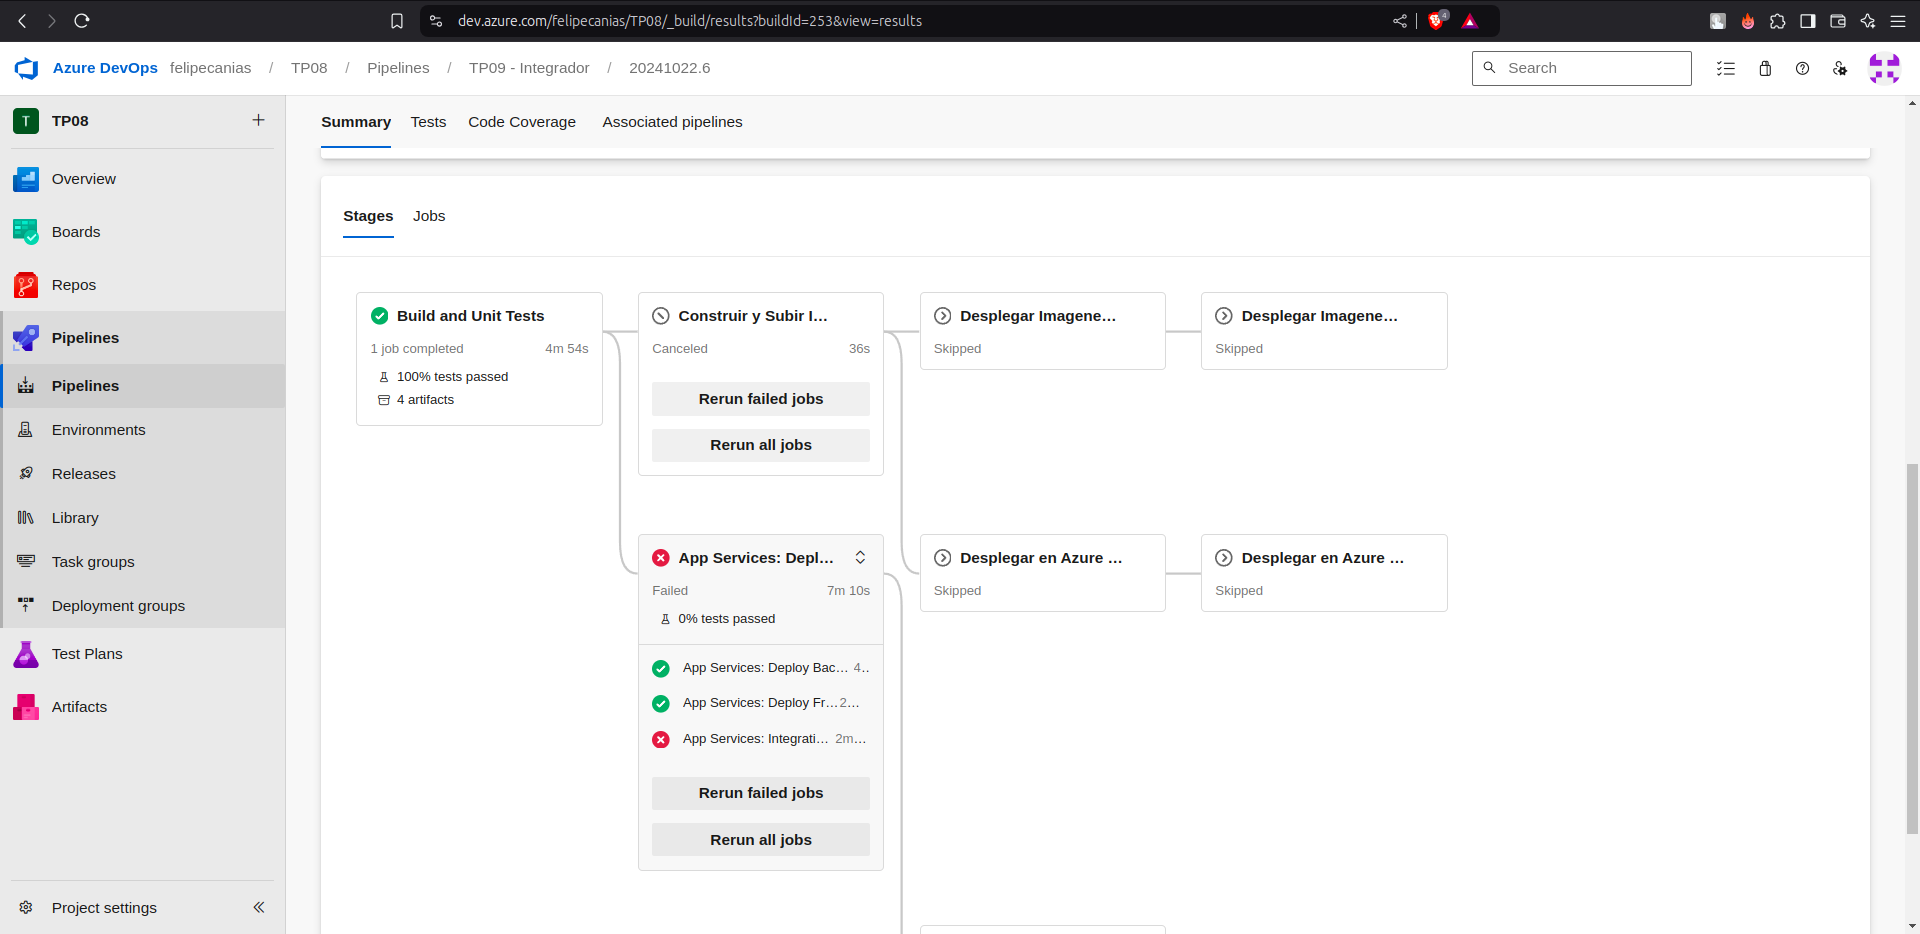 dev.azure.com/felipecanias/TP08/_build/results?buildId=253&view=results
4
Azure DevOps felipecanias / TP08 / Pipelines / TP09 - Integrador / 20241022.6
Search
T TP08
Overview
Boards
Repos
Pipelines
Pipelines
Environments
Releases
Library
Task groups
Deployment groups
Test Plans
Artifacts
Project settings
Summary Tests Code Coverage Associated pipelines
Stages Jobs
Build and Unit Tests
1 job completed 4m 54s
100% tests passed
4 artifacts
Construir y Subir I...
Canceled 36s
Rerun failed jobs
Rerun all jobs
Desplegar Imagene...
Skipped
Desplegar Imagene...
Skipped
App Services: Depl...
Failed 7m 10s
0% tests passed
App Services: Deploy Bac... 4..
App Services: Deploy Fr... 2...
App Services: Integrati... 2m...
Rerun failed jobs
Rerun all jobs
Desplegar en Azure ...
Skipped
Desplegar en Azure ...
Skipped